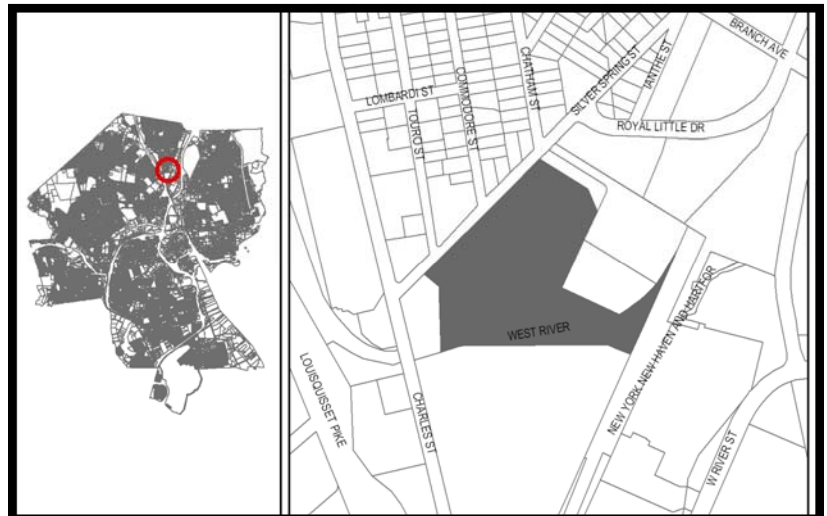 BRANCH AVE
IANTHE ST
SILVER SPRING ST
CHATHAM ST
COMMODORE ST
LOMBARDI ST
TOURO ST
ROYAL LITTLE DR
WEST RIVER
NEW YORK NEW HAVEN AND HARTFOR
LOUISQUISSET PIKE
CHARLES ST
W RIVER ST